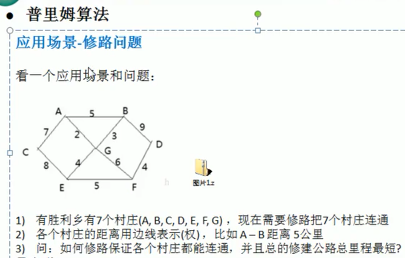 ● 普里姆算法
应用场景-修路问题
看一个应用场景和问题：
A 5 B
7 2 3 9
C G D
8 4 6 4
E 5 F
图片1z
1) 有胜利乡有7个村庄(A, B, C, D, E, F, G) ，现在需要修路把7个村庄连通
2) 各个村庄的距离用边线表示(权) ，比如 A – B 距离 5公里
3) 问：如何修路保证各个村庄都能连通，并且总的修建公路总里程最短?